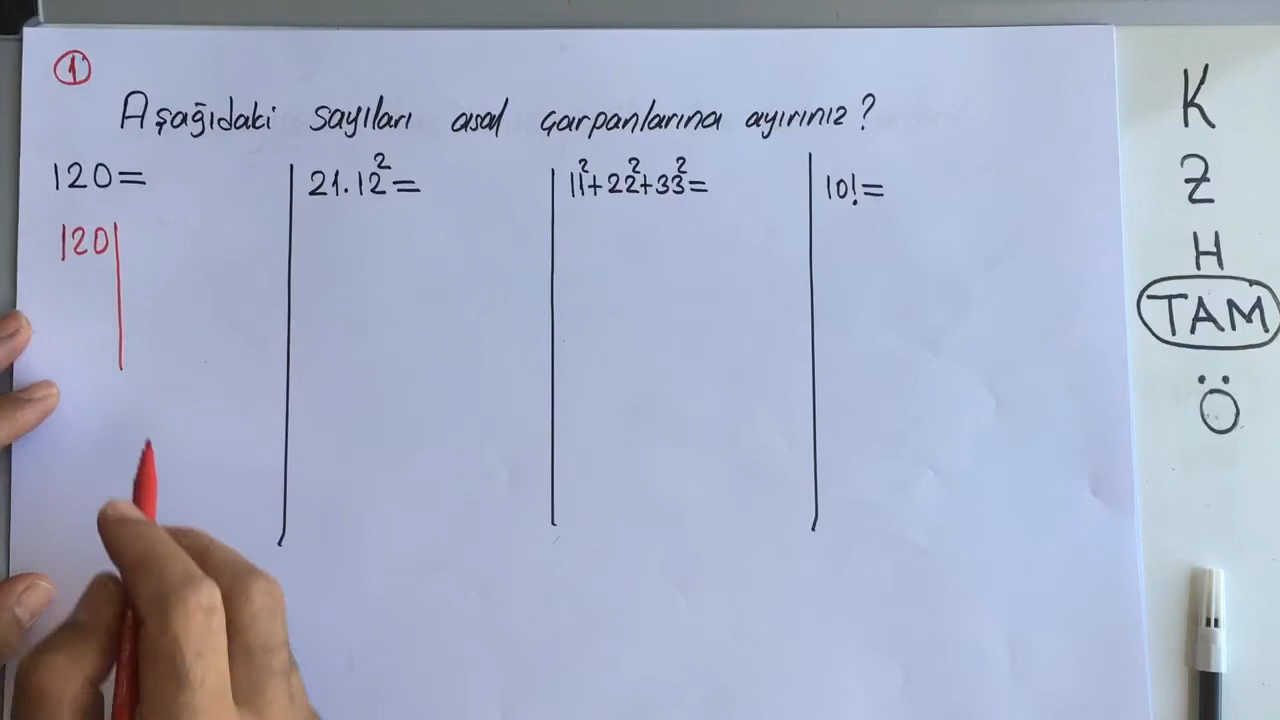 1
Aşağıdaki sayıları asal çarpanlarına ayırınız?
120=
120
21.12²=
11²+22²+33²=
10!=
K
Z
H
TAM
Ö